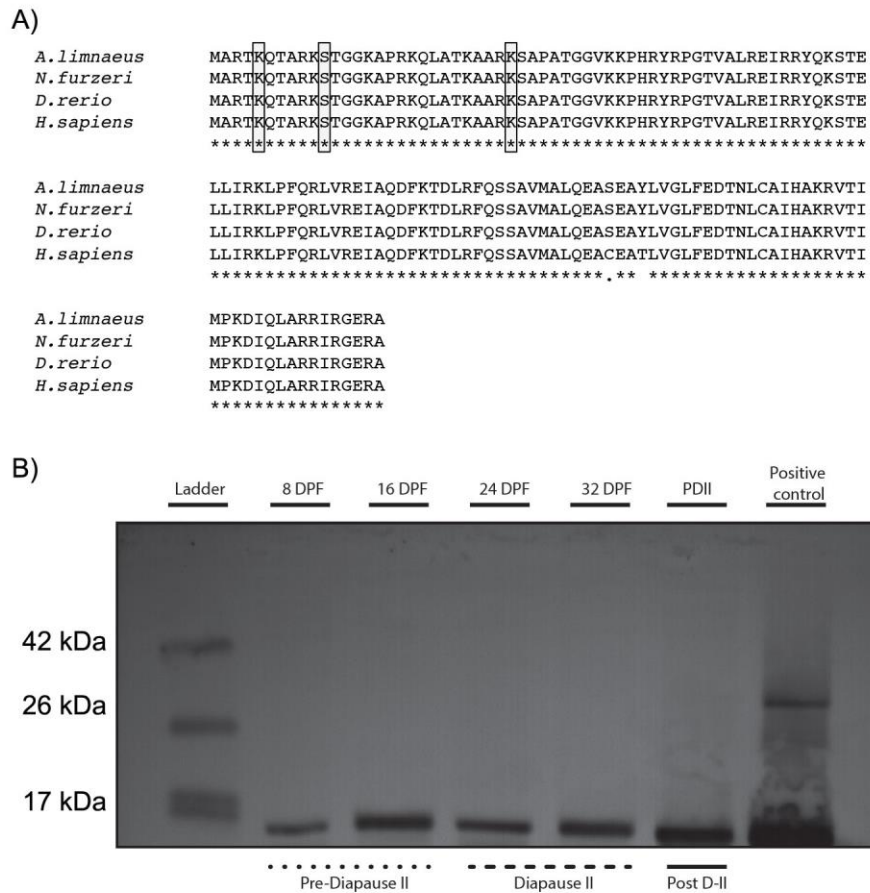 A)
A.limnaeus MARTKQTARKSTGGKAPRKQLATKAARKSAPATGGVKKPHRYRPGTVALREIRRYQKSTE
N.furzeri MARTKQTARKSTGGKAPRKQLATKAARKSAPATGGVKKPHRYRPGTVALREIRRYQKSTE
D.rerio MARTKQTARKSTGGKAPRKQLATKAARKSAPATGGVKKPHRYRPGTVALREIRRYQKSTE
H.sapiens MARTKQTARKSTGGKAPRKQLATKAARKSAPATGGVKKPHRYRPGTVALREIRRYQKSTE
************************************************************
A.limnaeus LLIRKLPFQRLVREIAQDFKTDLRFQSSAVMALQEASEAYLVGLFEDTNLCAIHAKRVTI
N.furzeri LLIRKLPFQRLVREIAQDFKTDLRFQSSAVMALQEASEAYLVGLFEDTNLCAIHAKRVTI
D.rerio LLIRKLPFQRLVREIAQDFKTDLRFQSSAVMALQEASEAYLVGLFEDTNLCAIHAKRVTI
H.sapiens LLIRKLPFQRLVREIAQDFKTDLRFQSSAVMALQEACEATLVGLFEDTNLCAIHAKRVTI
************************************.** ********************
A.limnaeus MPKDIQLARRIRGERA
N.furzeri MPKDIQLARRIRGERA
D.rerio MPKDIQLARRIRGERA
H.sapiens MPKDIQLARRIRGERA
****************
B)
Ladder 8 DPF 16 DPF 24 DPF 32 DPF PDII Positive control
42 kDa
26 kDa
17 kDa
Pre-Diapause II Diapause II Post D-II